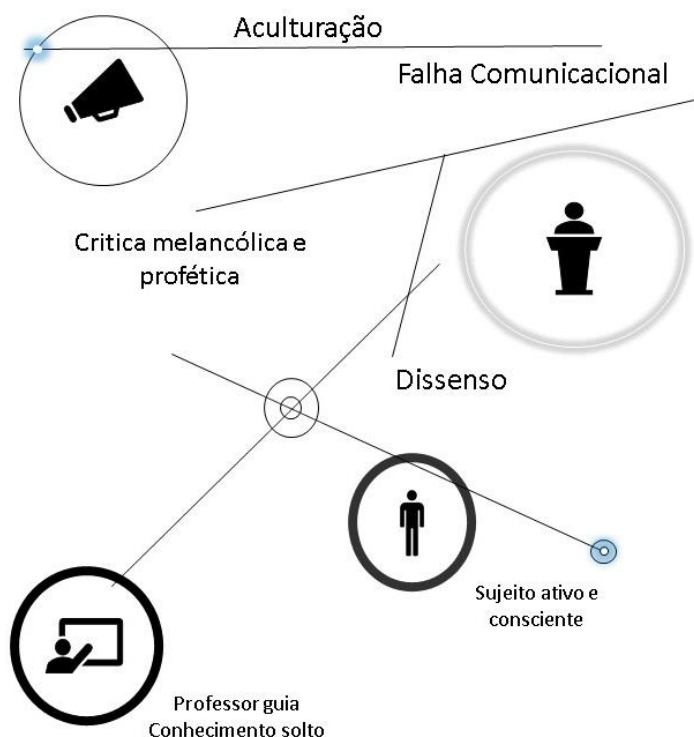 Aculturação
Falha Comunicacional
Critica melancólica e
profética
Dissenso
Sujeito ativo e
consciente
Professor guia
Conhecimento solto